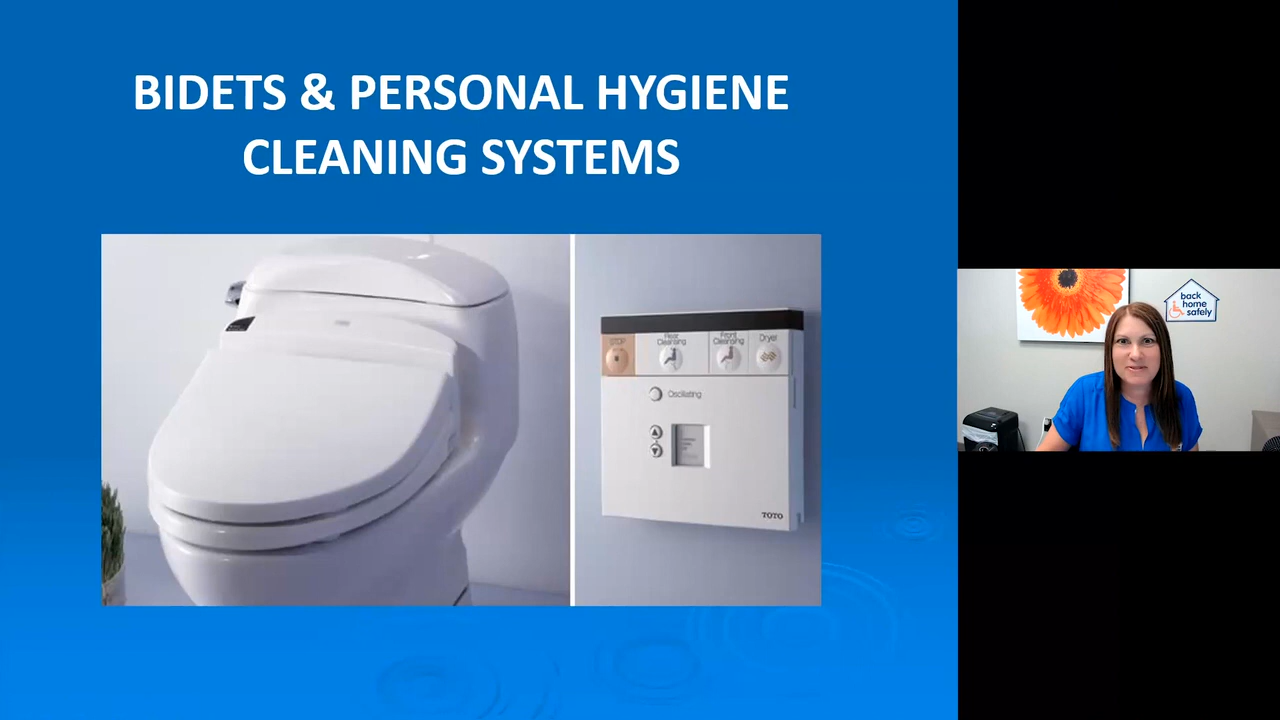 BIDETS & PERSONAL HYGIENE
CLEANING SYSTEMS
STOP
Rear
Cleansing
Front
Cleansing
Dryer
Oscillating
TOTO
back
home
safely